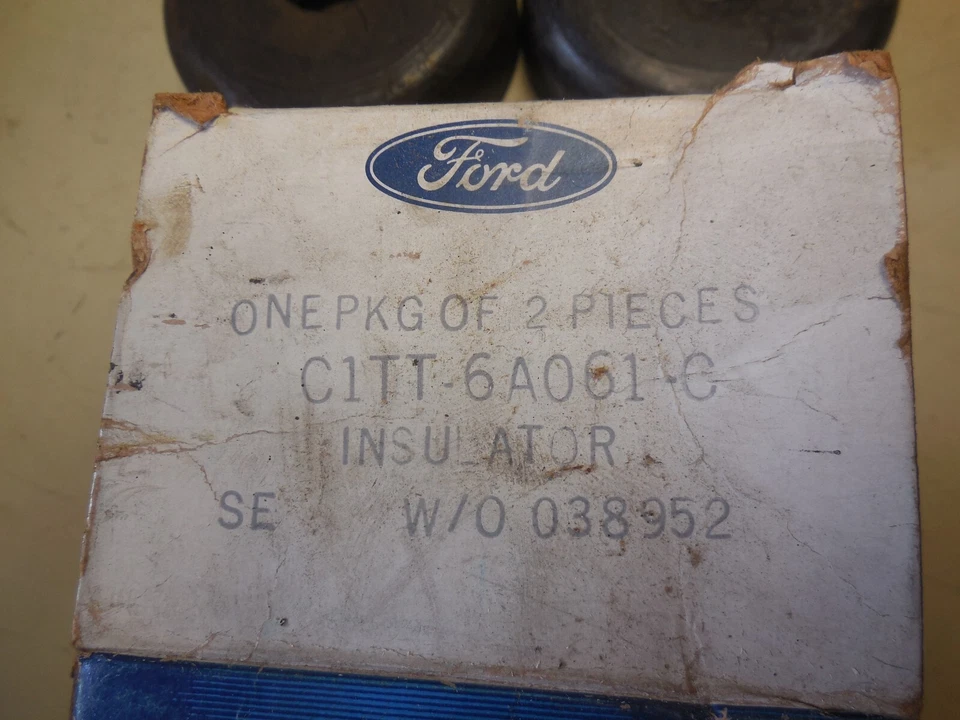 Ford
ONE PKG OF 2 PIECES
C1TT-6A061-C
INSULATOR
SE W/O 038952